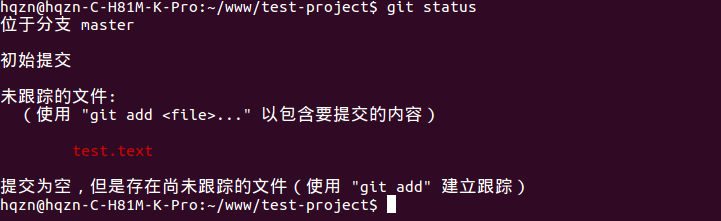 hqzn@hqzn-C-H81M-K-Pro:~/www/test-project$ git status
位于分支 master
初始提交
未跟踪的文件:
（使用 "git add <file>..." 以包含要提交的内容）
test.text
提交为空，但是存在尚未跟踪的文件（使用 "git add" 建立跟踪）
hqzn@hqzn-C-H81M-K-Pro:~/www/test-project$